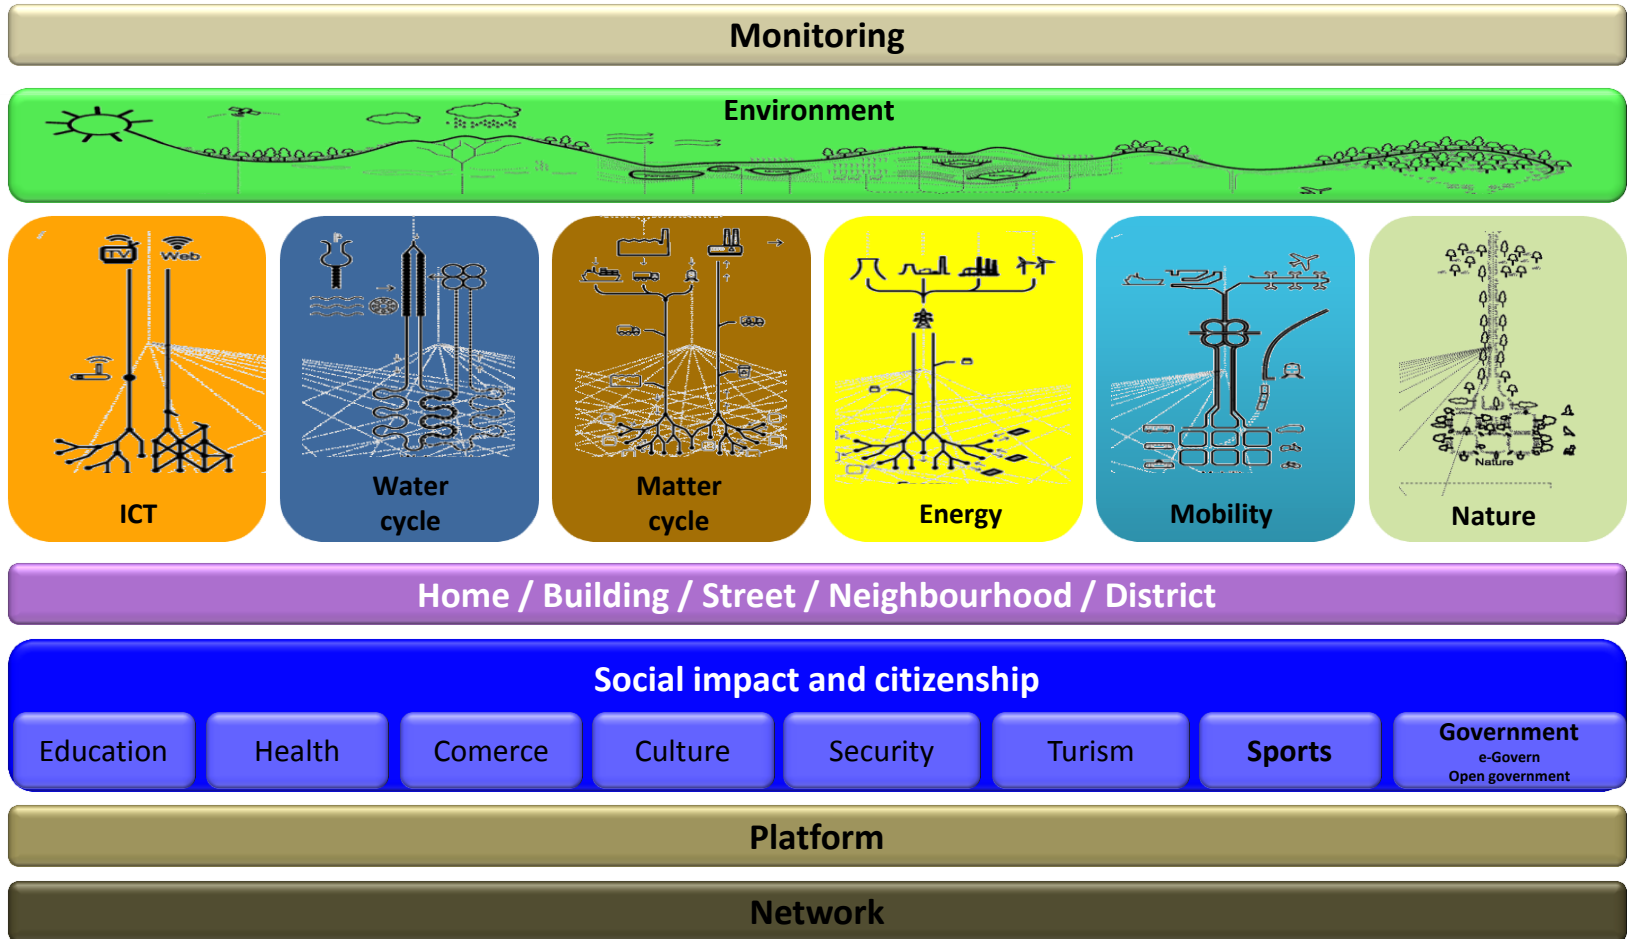 Monitoring
Environment
TV
Web
ICT
Water
cycle
Matter
cycle
Energy
Mobility
Nature
Nature
Home / Building / Street / Neighbourhood / District
Social impact and citizenship
Education
Health
Comerce
Culture
Security
Turism
Sports
Government
e-Govern
Open government
Platform
Network